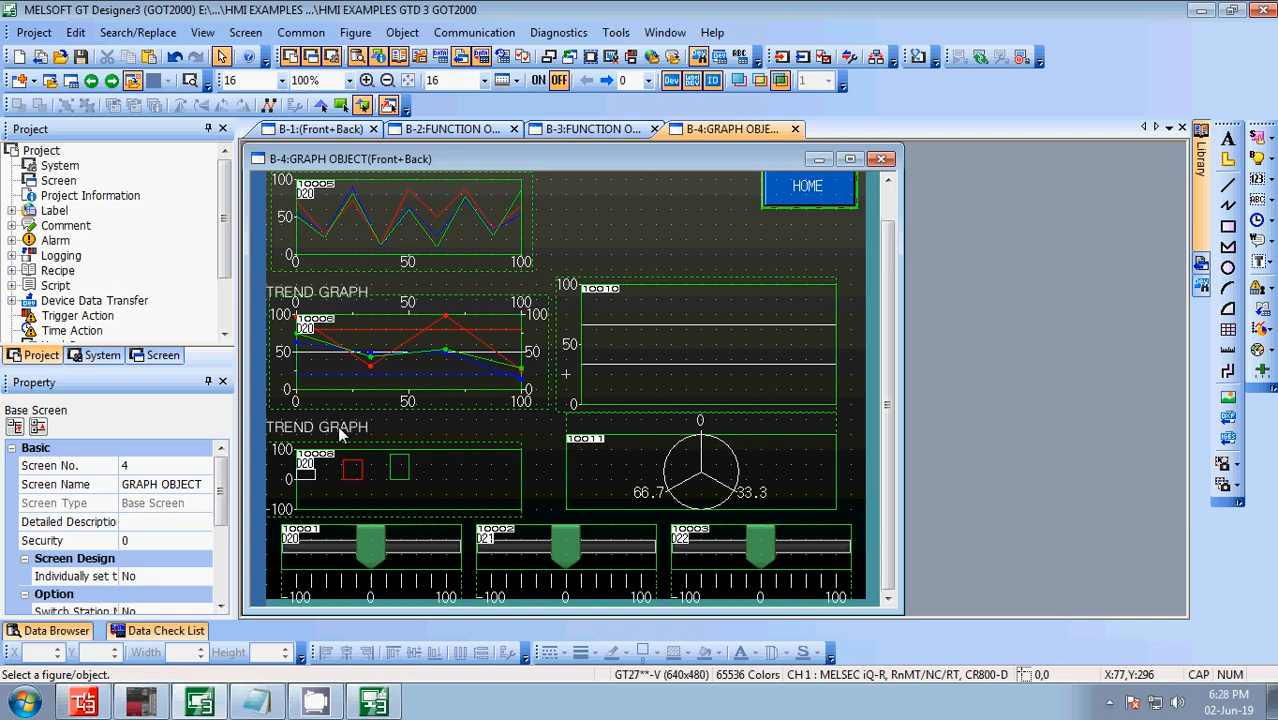 MELSOFT GT Designer3 (GOT2000) E:\...\HMI EXAMPLES ...\HMI EXAMPLES GTD 3 GOT2000
Project Edit Search/Replace View Screen Common Figure Object Communication Diagnostics Tools Window Help
16 100% 16 ON OFF 0 Dev ID 1
Project
B-1:(Front+Back) B-2:FUNCTION O... B-3:FUNCTION O... B-4:GRAPH OBJE...
Project
System
Screen
Project Information
Label
Comment
Alarm
Logging
Recipe
Script
Device Data Transfer
Trigger Action
Time Action
Project System Screen
Property
Base Screen
Basic
Screen No. 4
Screen Name GRAPH OBJECT
Screen Type Base Screen
Detailed Description
Security 0
Screen Design
Individually set t No
Option
Switch Station No
B-4:GRAPH OBJECT(Front+Back)
100 10005
D20
50
0
0 50 100
HOME
TREND GRAPH
0 50 100
100 10006 100
D20
50 50
0 0
0 50 100
100 10010
50
0
TREND GRAPH
100 10008
D20
0
-100
0
10011
66.7 33.3
10001 10002 10003
D20 D21 D22
-100 0 100 -100 0 100 -100 0 100
Library
Data Browser Data Check List
X Y Width Height
Select a figure/object. GT27**-V (640x480) 65536 Colors CH 1 : MELSEC iQ-R, RnMT/NC/RT, CR800-D 0,0 X:77,Y:296 CAP NUM
6:28 PM
02-Jun-19